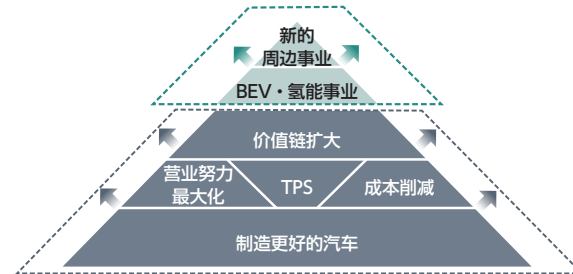 新的
周边事业
BEV・氢能事业
价值链扩大
营业努力
最大化
TPS
成本削减
制造更好的汽车